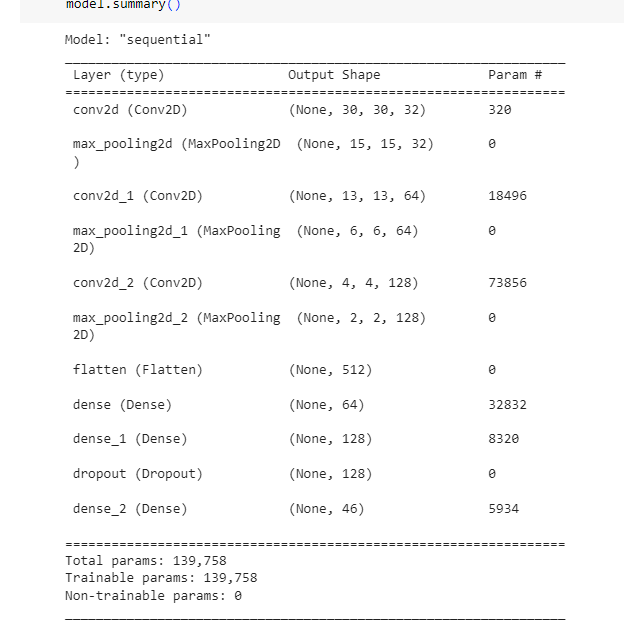 model.summary()
Model: "sequential"
Layer (type) Output Shape Param #
conv2d (Conv2D) (None, 30, 30, 32) 320
max_pooling2d (MaxPooling2D (None, 15, 15, 32) 0
)
conv2d_1 (Conv2D) (None, 13, 13, 64) 18496
max_pooling2d_1 (MaxPooling (None, 6, 6, 64) 0
2D)
conv2d_2 (Conv2D) (None, 4, 4, 128) 73856
max_pooling2d_2 (MaxPooling (None, 2, 2, 128) 0
2D)
flatten (Flatten) (None, 512) 0
dense (Dense) (None, 64) 32832
dense_1 (Dense) (None, 128) 8320
dropout (Dropout) (None, 128) 0
dense_2 (Dense) (None, 46) 5934
Total params: 139,758
Trainable params: 139,758
Non-trainable params: 0